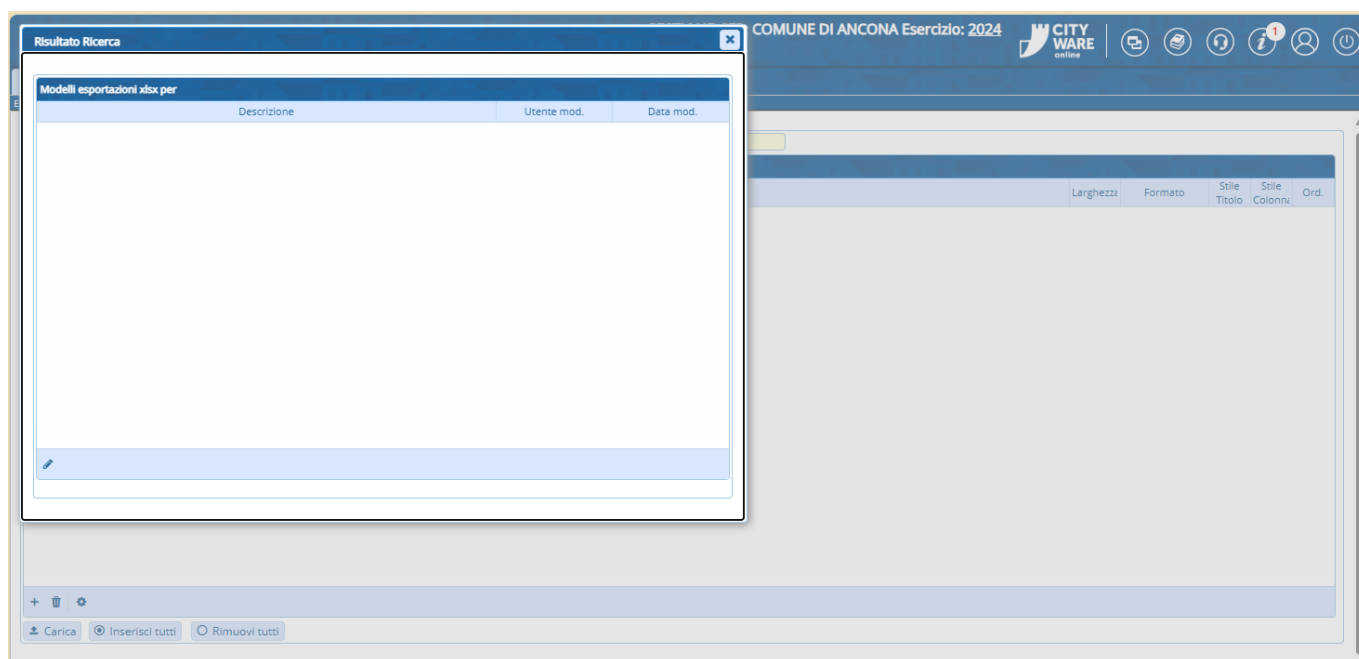 Risultato Ricerca
COMUNE DI ANCONA Esercizio: 2024
CITY
WARE
online
1
Modelli esportazioni xlsx per
Descrizione Utente mod. Data mod.
Larghezza Formato Stile Titolo Stile Colonna Ord.
Carica Inserisci tutti Rimuovi tutti